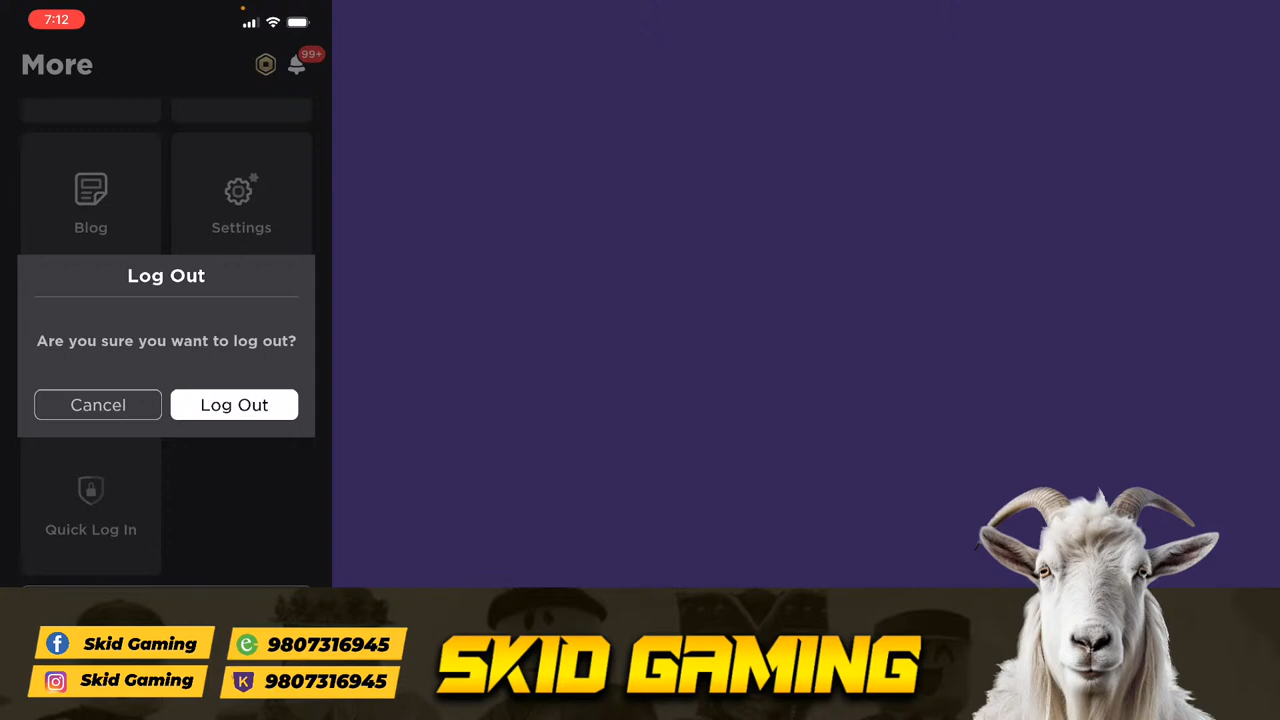 7:12
More
99+
Blog
Settings
Log Out
Are you sure you want to log out?
Cancel
Log Out
Quick Log In
Skid Gaming
9807316945
Skid Gaming
9807316945
SKID GAMING